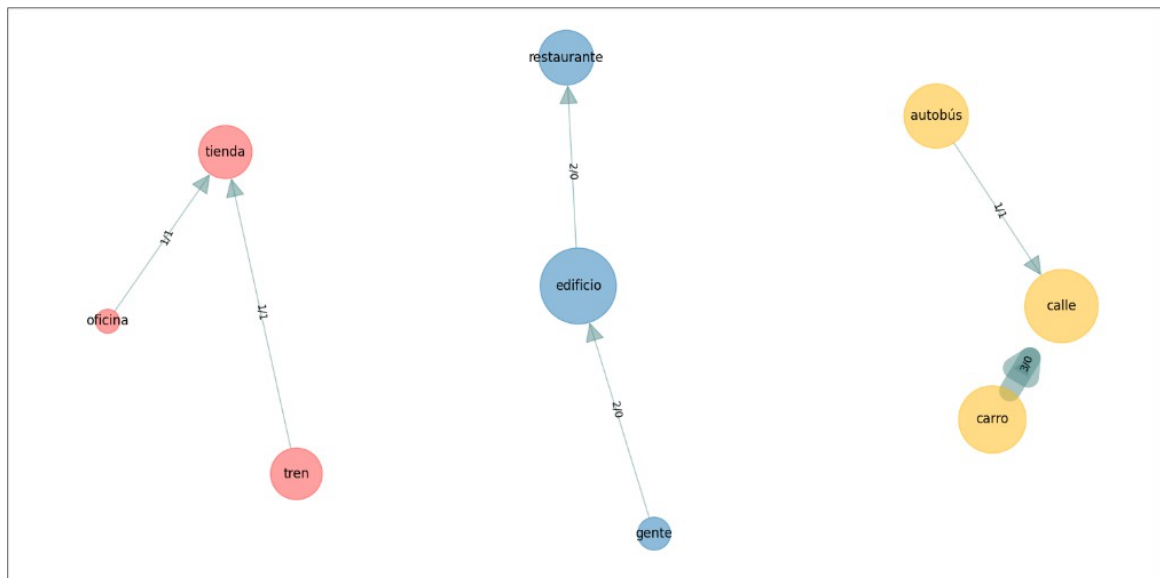 restaurante
autobús
tienda
2/0
1/1
1/1
edificio
calle
1/1
oficina
3/0
2/0
carro
tren
gente